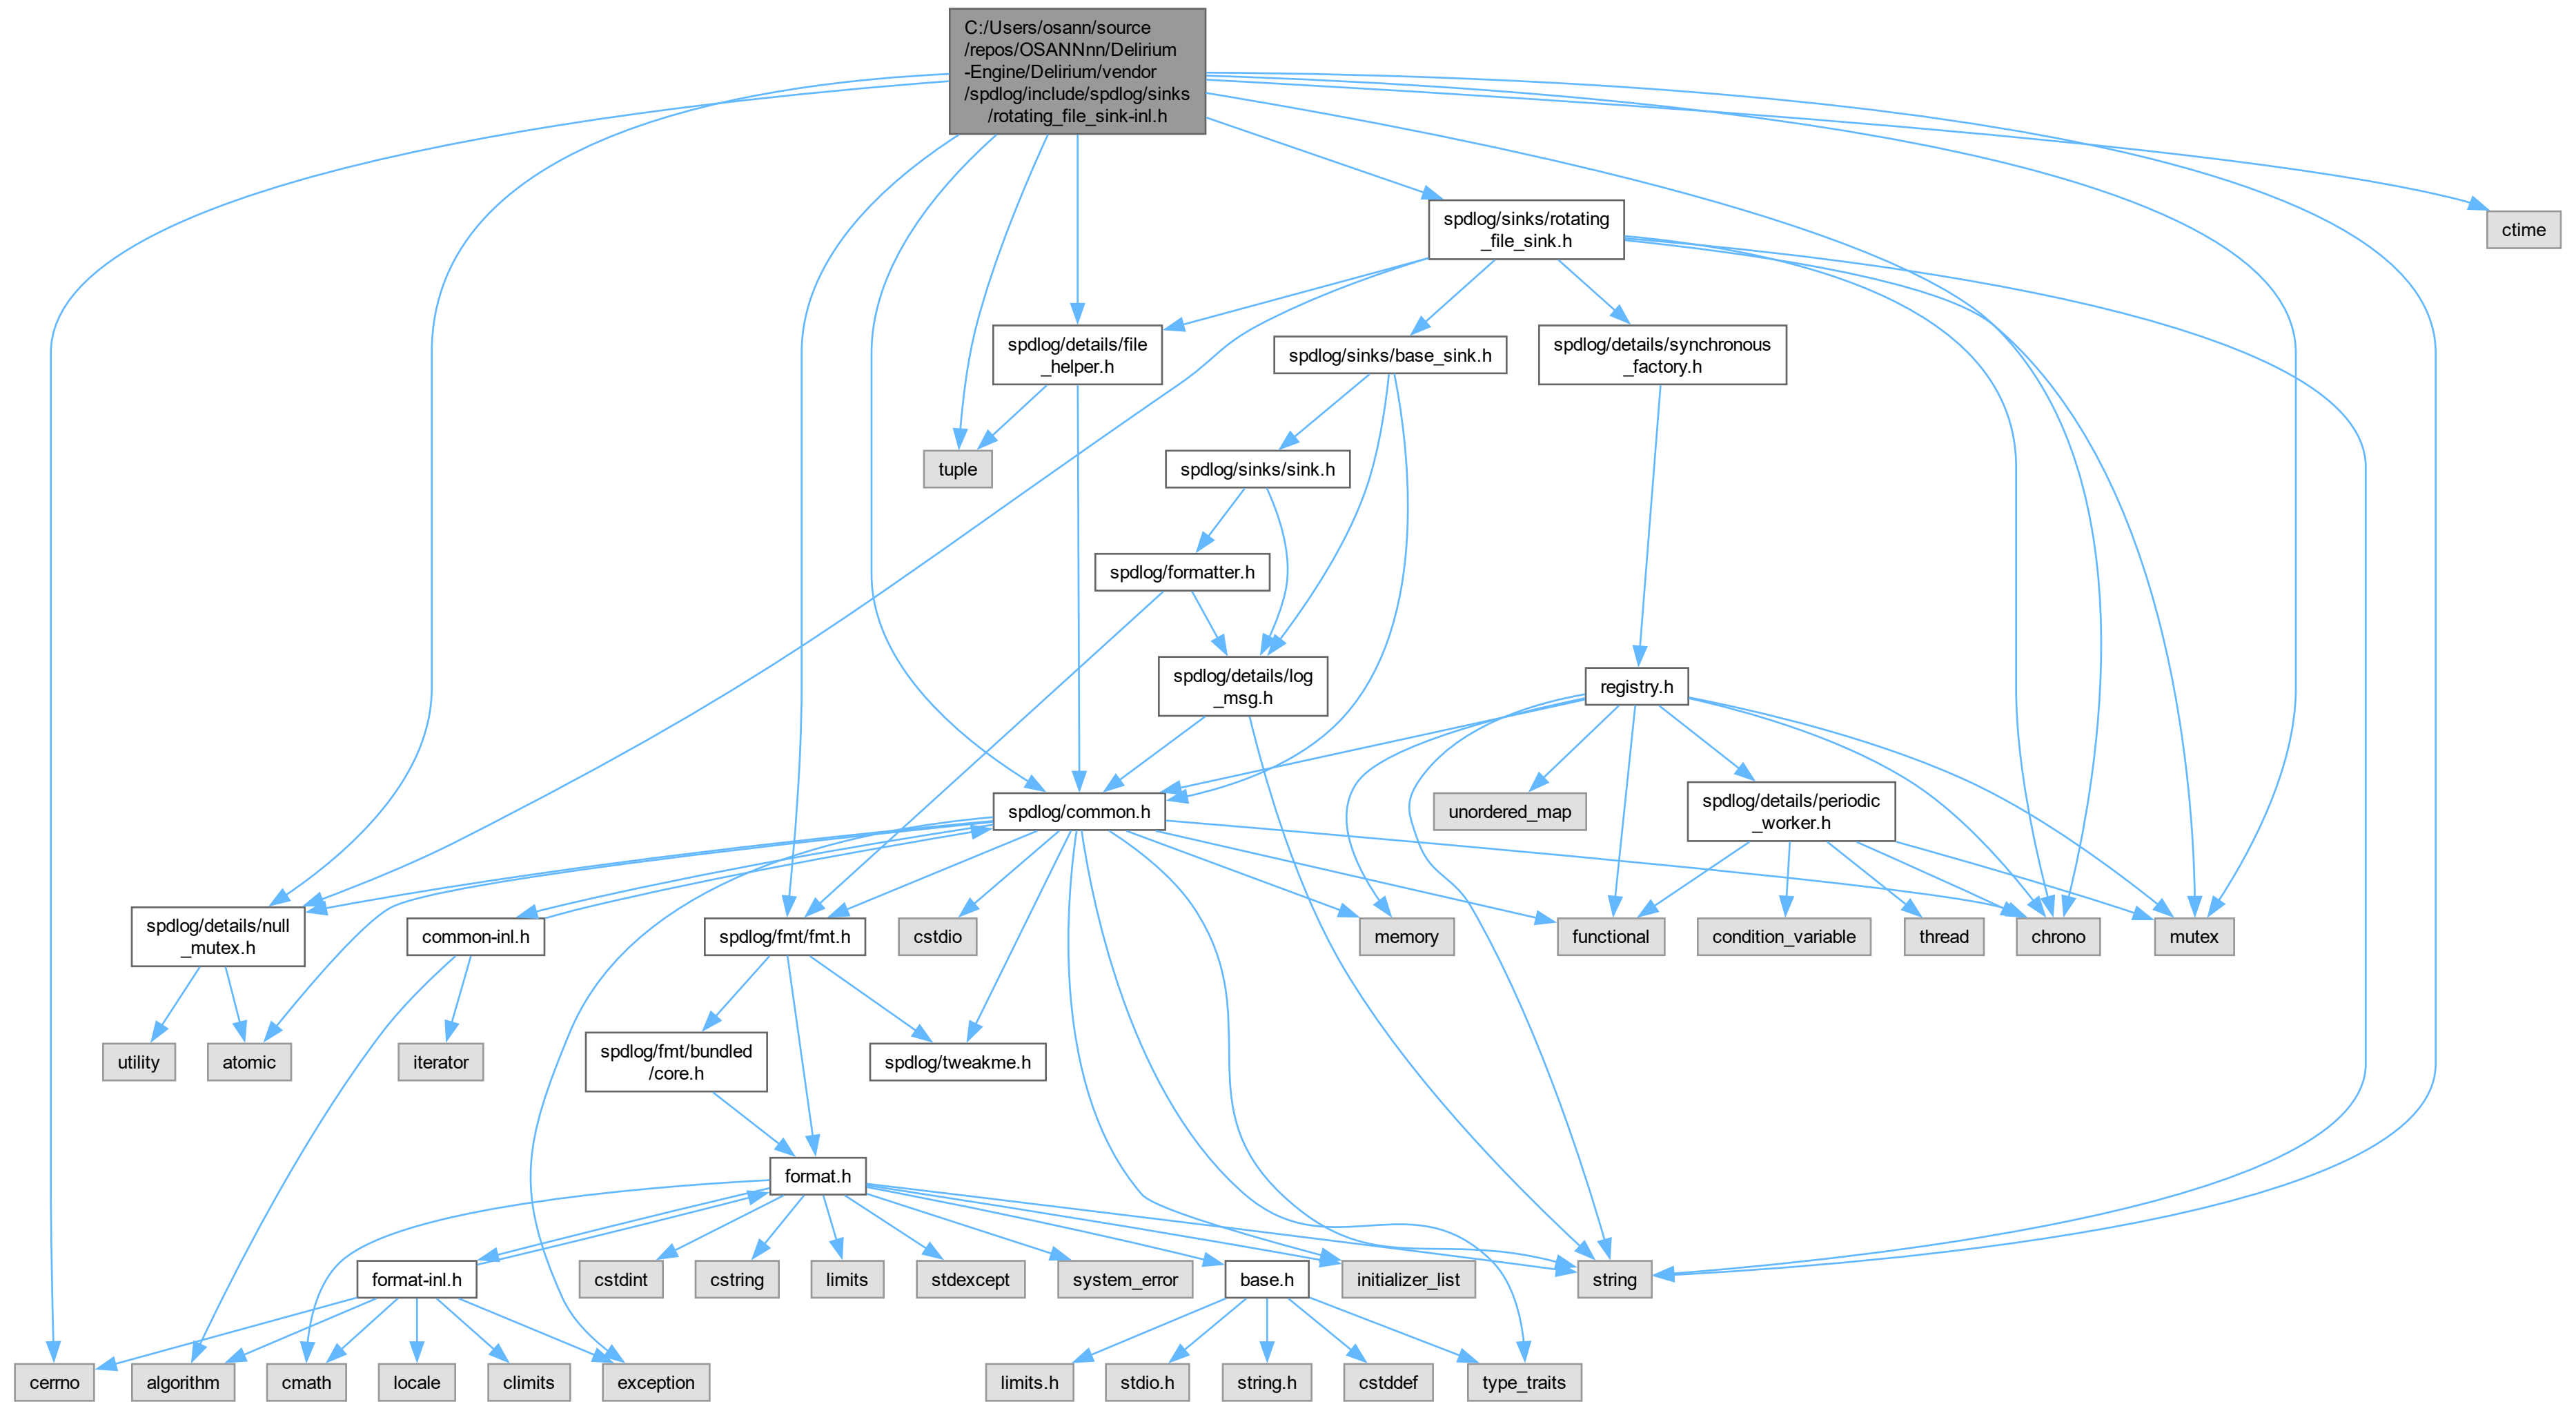 C:/Users/osann/source
/repos/OSANNnn/Delirium
-Engine/Delirium/vendor
/spdlog/include/spdlog/sinks
/rotating_file_sink-inl.h
spdlog/sinks/rotating
_file_sink.h
ctime
spdlog/details/file
_helper.h
spdlog/sinks/base_sink.h
spdlog/details/synchronous
_factory.h
tuple
spdlog/sinks/sink.h
spdlog/formatter.h
spdlog/details/log
_msg.h
registry.h
spdlog/common.h
unordered_map
spdlog/details/periodic
_worker.h
spdlog/details/null
_mutex.h
common-inl.h
spdlog/fmt/fmt.h
cstdio
memory
functional
condition_variable
thread
chrono
mutex
utility
atomic
iterator
spdlog/fmt/bundled
/core.h
spdlog/tweakme.h
format.h
format-inl.h
cstdint
cstring
limits
stdexcept
system_error
base.h
initializer_list
string
cerrno
algorithm
cmath
locale
climits
exception
limits.h
stdio.h
string.h
cstddef
type_traits